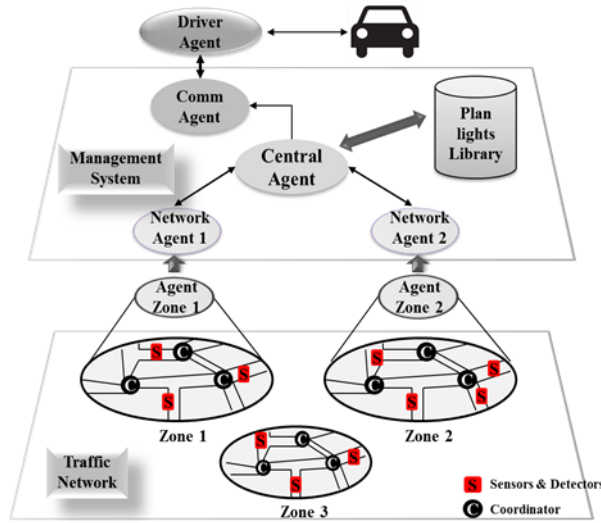 Driver
Agent
Comm
Agent
Plan
lights
Library
Central
Agent
Management
System
Network
Agent 1
Network
Agent 2
Agent
Zone 1
Agent
Zone 2
S
C
C
C
S
S
S
C
S
C
C
S
S
Zone 1
Zone 2
S
C
C
C
S
S
Zone 3
Traffic
Network
S Sensors & Detectors
C Coordinator